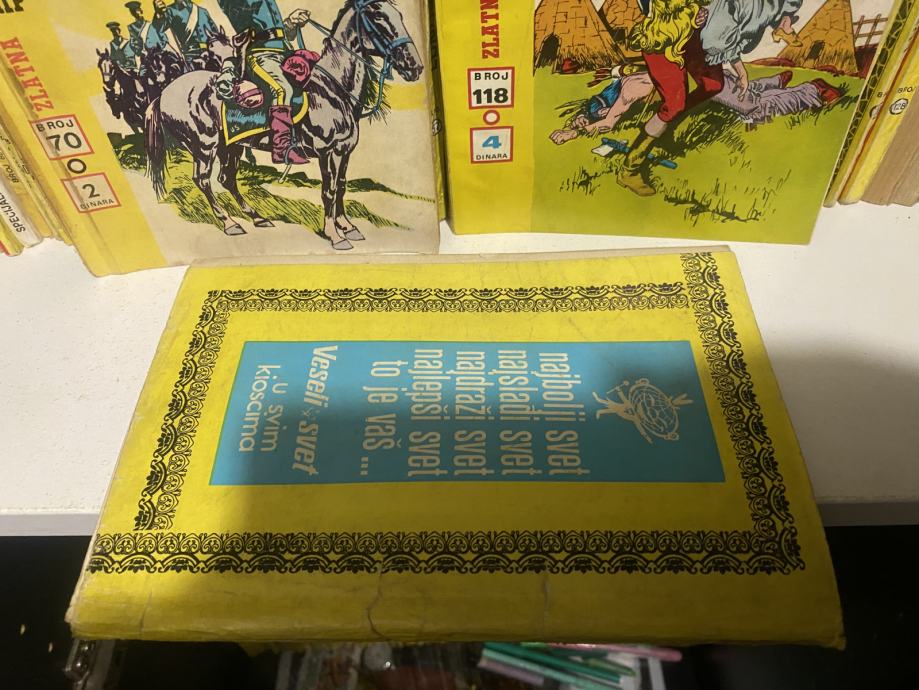 ZLATNA
BROJ
70
2
DINARA
ZLATNA
BROJ
118
4
DINARA
najbolji svet
najslađi svet
najdraži svet
najlepši svet
to je vaš...
Veseli svet
u svim
kioscima